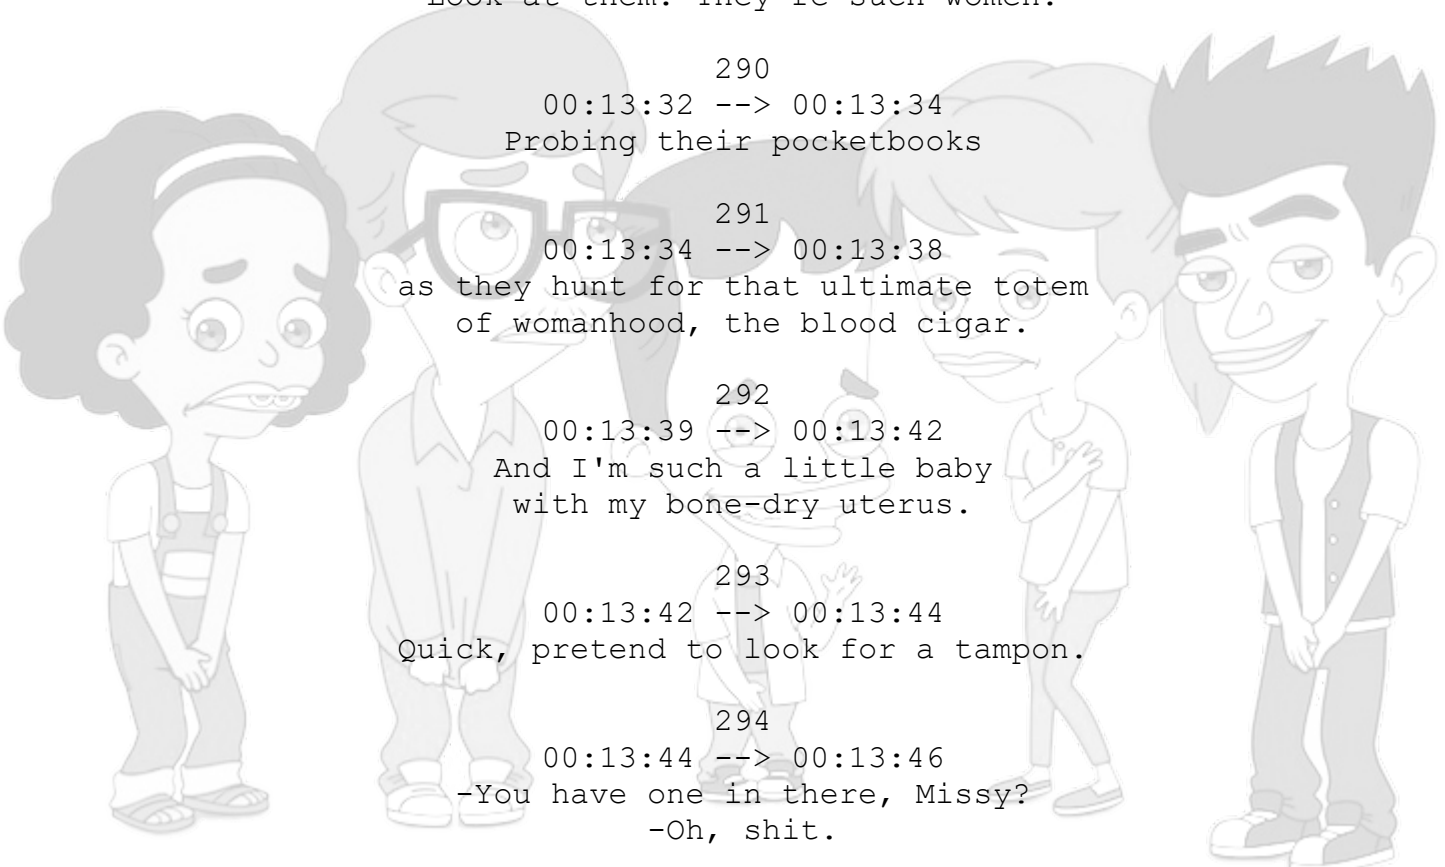 Look at them. They're such women.
290
00:13:32 --> 00:13:34
Probing their pocketbooks
291
00:13:34 --> 00:13:38
as they hunt for that ultimate totem
of womanhood, the blood cigar.
292
00:13:39 --> 00:13:42
And I'm such a little baby
with my bone-dry uterus.
293
00:13:42 --> 00:13:44
Quick, pretend to look for a tampon.
294
00:13:44 --> 00:13:46
-You have one in there, Missy?
-Oh, shit.